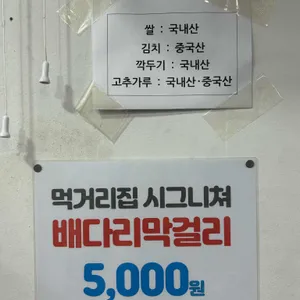 쌀 : 국내산
김치 : 중국산
깍두기 : 국내산
고추가루 : 국내산·중국산
먹거리집 시그니쳐
배다리막걸리
5,000원